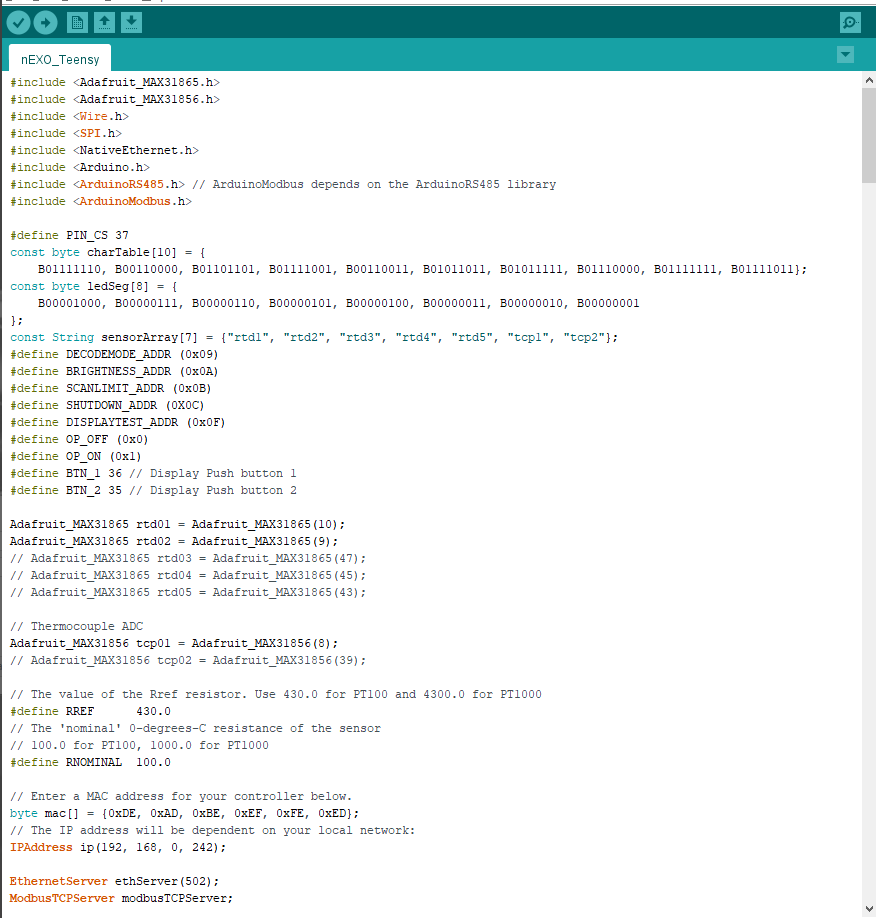 nEXO_Teensy
#include <Adafruit_MAX31865.h>
#include <Adafruit_MAX31856.h>
#include <Wire.h>
#include <SPI.h>
#include <NativeEthernet.h>
#include <Arduino.h>
#include <ArduinoRS485.h> // ArduinoModbus depends on the ArduinoRS485 library
#include <ArduinoModbus.h>
#define PIN_CS 37
const byte charTable[10] = {
B01111110, B00110000, B01101101, B01111001, B00110011, B01011011, B01011111, B01110000, B01111111, B01111011};
const byte ledSeg[8] = {
B00001000, B00000111, B00000110, B00000101, B00000100, B00000011, B00000010, B00000001
};
const String sensorArray[7] = {"rtd1", "rtd2", "rtd3", "rtd4", "rtd5", "tcp1", "tcp2"};
#define DECODEMODE_ADDR (0x09)
#define BRIGHTNESS_ADDR (0x0A)
#define SCANLIMIT_ADDR (0x0B)
#define SHUTDOWN_ADDR (0X0C)
#define DISPLAYTEST_ADDR (0x0F)
#define OP_OFF (0x0)
#define OP_ON (0x1)
#define BTN_1 36 // Display Push button 1
#define BTN_2 35 // Display Push button 2
Adafruit_MAX31865 rtd01 = Adafruit_MAX31865(10);
Adafruit_MAX31865 rtd02 = Adafruit_MAX31865(9);
// Adafruit_MAX31865 rtd03 = Adafruit_MAX31865(47);
// Adafruit_MAX31865 rtd04 = Adafruit_MAX31865(45);
// Adafruit_MAX31865 rtd05 = Adafruit_MAX31865(43);
// Thermocouple ADC
Adafruit_MAX31856 tcp01 = Adafruit_MAX31856(8);
// Adafruit_MAX31856 tcp02 = Adafruit_MAX31856(39);
// The value of the Rref resistor. Use 430.0 for PT100 and 4300.0 for PT1000
#define RREF      430.0
// The 'nominal' 0-degrees-C resistance of the sensor
// 100.0 for PT100, 1000.0 for PT1000
#define RNOMINAL  100.0
// Enter a MAC address for your controller below.
byte mac[] = {0xDE, 0xAD, 0xBE, 0xEF, 0xFE, 0xED};
// The IP address will be dependent on your local network:
IPAddress ip(192, 168, 0, 242);
EthernetServer ethServer(502);
ModbusTCPServer modbusTCPServer;